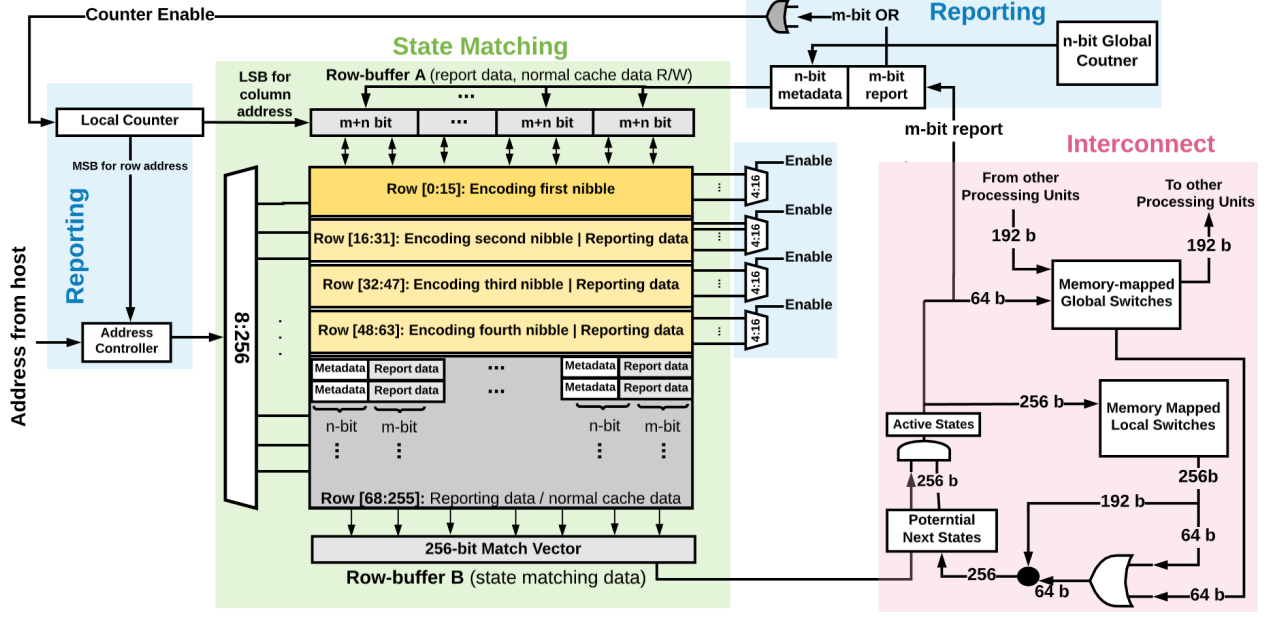 Counter Enable
m-bit OR
Reporting
State Matching
n-bit Global
Coutner
LSB for
column
address
Row-buffer A (report data, normal cache data R/W)
...
n-bit
metadata
m-bit
report
Local Counter
m+n bit
...
m+n bit
m+n bit
m-bit report
MSB for row address
Interconnect
Reporting
Address from host
Address
Controller
8:256
Row [0:15]: Encoding first nibble
Row [16:31]: Encoding second nibble | Reporting data
Row [32:47]: Encoding third nibble | Reporting data
Row [48:63]: Encoding fourth nibble | Reporting data
4:16
Enable
4:16
Enable
4:16
Enable
4:16
Enable
Metadata
Report data
...
Metadata
Report data
Metadata
Report data
...
Metadata
Report data
n-bit
m-bit
n-bit
m-bit
Row [68:255]: Reporting data / normal cache data
256-bit Match Vector
Row-buffer B (state matching data)
From other
Processing Units
To other
Processing Units
192 b
192 b
64 b
Memory-mapped
Global Switches
256 b
Memory Mapped
Local Switches
Active States
256 b
256b
192 b
Poterntial
Next States
64 b
256
64 b
64 b